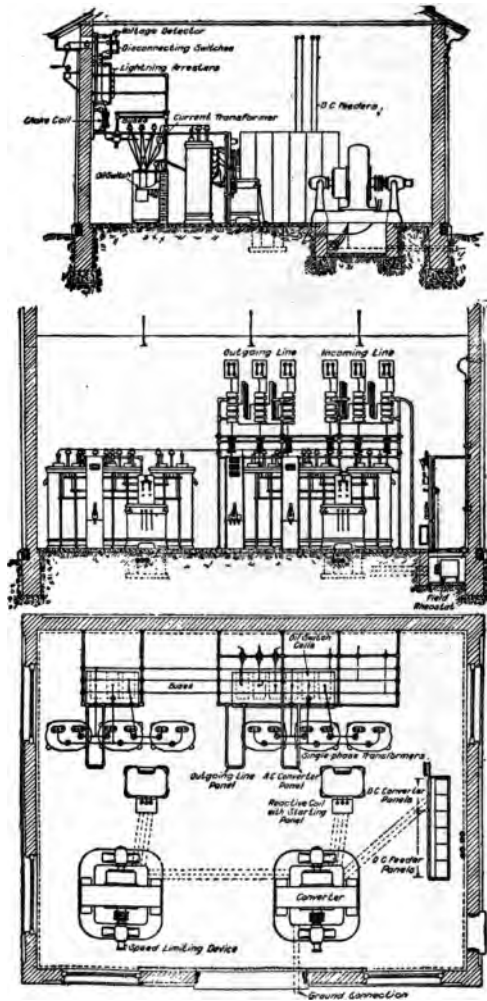 Voltage Detector
Disconnecting Switches
Lightning Arresters
Choke Coil
Buses
Current Transformer
D.C. Feeders
Oil Switch
Outgoing Line
Incoming Line
Field
Rheostat
Oil Switch
Cells
Buses
Single phase Transformers
Outgoing Line
Panel
A.C. Converter
Panel
Reactive Coil
with Starting
Panel
D.C. Converter
Panels
D.C. Feeder
Panels
Converter
Speed Limiting Device
Ground Connection